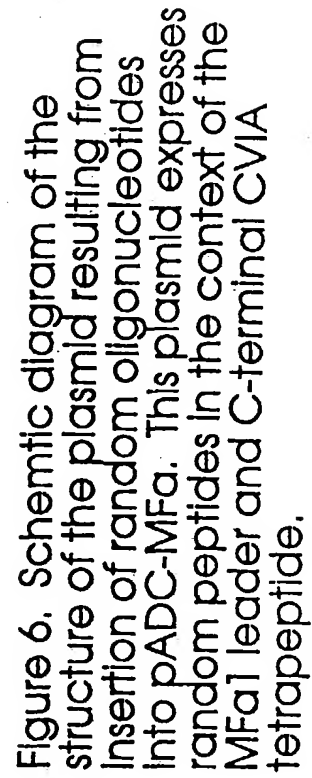 Figure 6. Schemtic diagram of the
structure of the plasmid resulting from
insertion of random oligonucleotides
into pADC-MFa. This plasmid expresses
random peptides in the context of the
MFa1 leader and C-terminal CVIA
tetrapeptide.